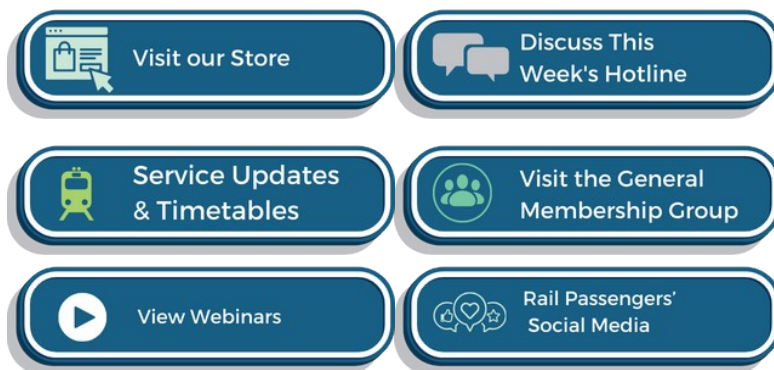 Visit our Store
Discuss This
Week's Hotline
Service Updates
& Timetables
Visit the General
Membership Group
View Webinars
Rail Passengers’
Social Media